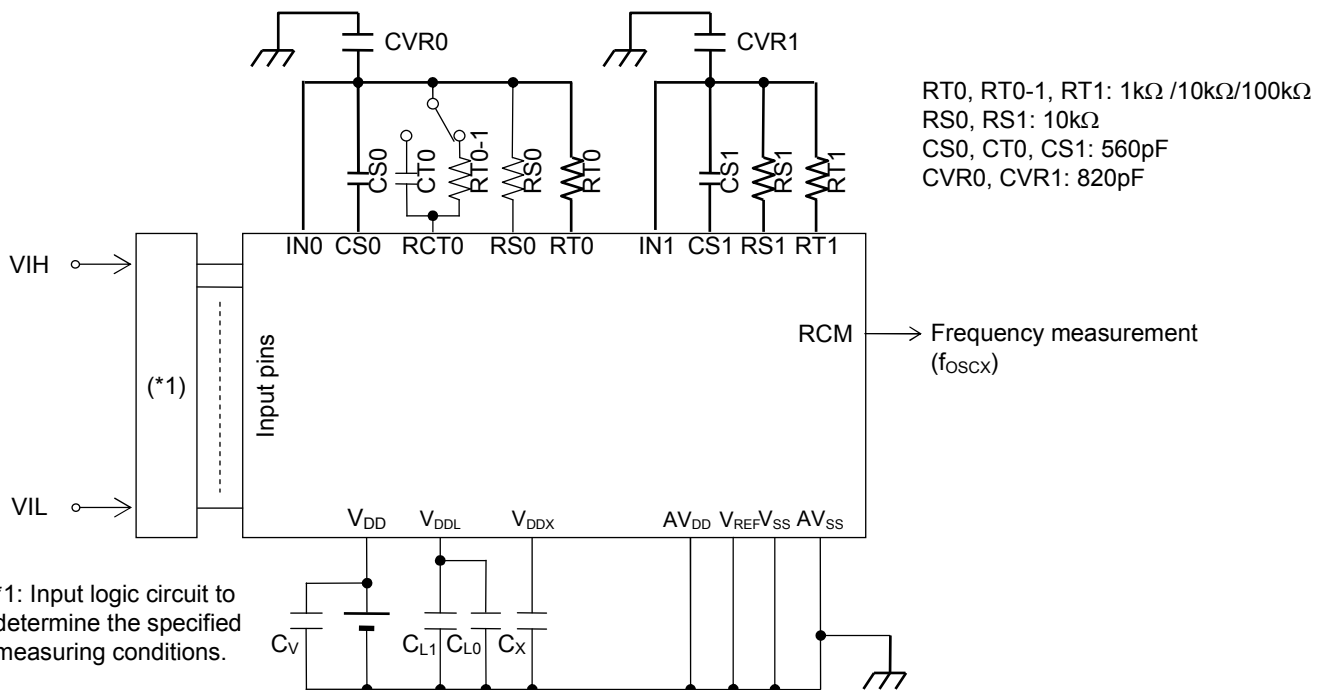 CVR0
CVR1
RT0, RT0-1, RT1: 1kΩ /10kΩ/100kΩ
RS0, RS1: 10kΩ
CS0, CT0, CS1: 560pF
CVR0, CVR1: 820pF
CS0
CT0
RT0-1
RS0
RT0
CS1
RS1
RT1
IN0 CS0 RCT0 RS0 RT0 IN1 CS1 RS1 RT1
VIH
(*1)
Input pins
RCM
Frequency measurement
(fOSCX)
VIL
VDD VDDL VDDX AVDD VREF VSS AVSS
*1: Input logic circuit to
determine the specified
measuring conditions.
CV CL1 CL0 CX